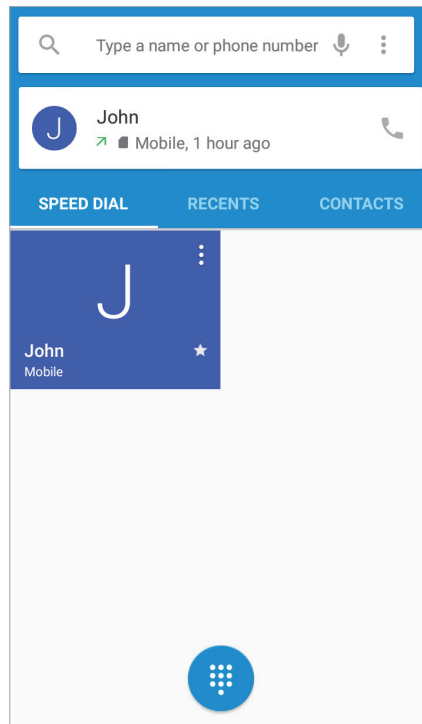 Type a name or phone number
J
John
Mobile, 1 hour ago
SPEED DIAL RECENTS CONTACTS
J
John
Mobile